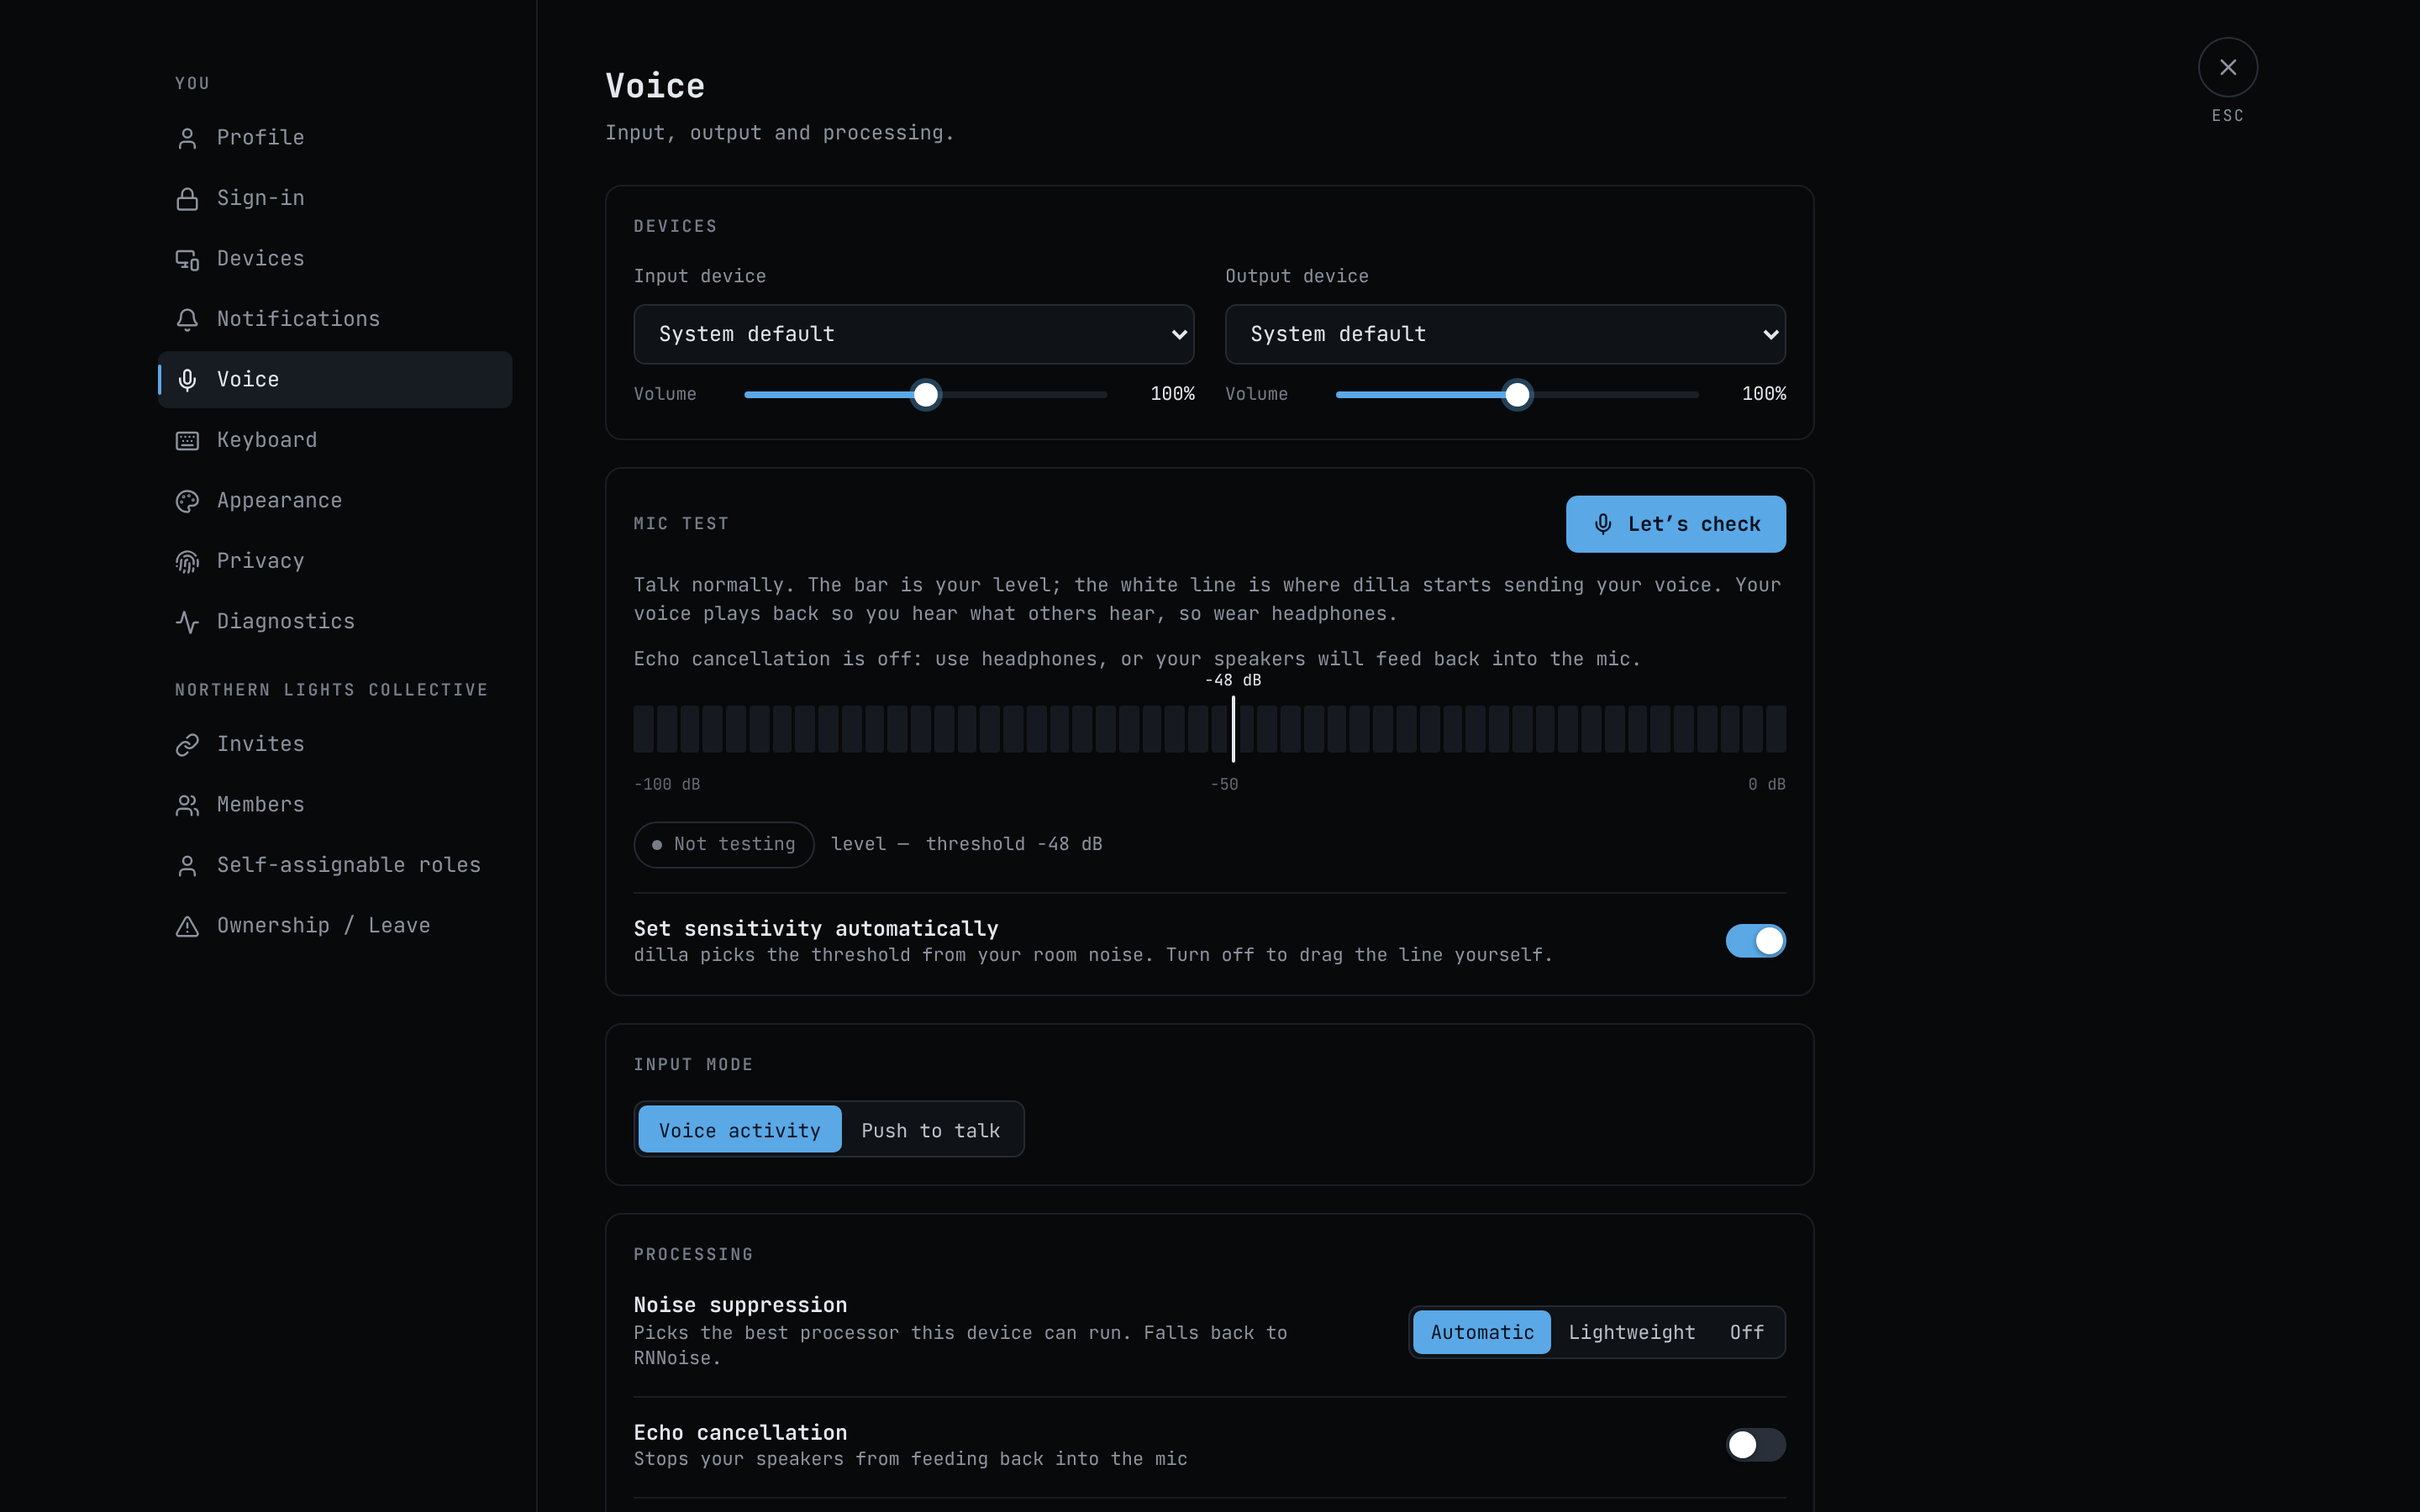 YOU
Profile
Sign-in
Devices
Notifications
Voice
Keyboard
Appearance
Privacy
Diagnostics
NORTHERN LIGHTS COLLECTIVE
Invites
Members
Self-assignable roles
Ownership / Leave
Voice
Input, output and processing.
ESC
DEVICES
Input device
Output device
System default
System default
Volume 100%
Volume 100%
MIC TEST
Let’s check
Talk normally. The bar is your level; the white line is where dilla starts sending your voice. Your
voice plays back so you hear what others hear, so wear headphones.
Echo cancellation is off: use headphones, or your speakers will feed back into the mic.
-48 dB
-100 dB -50 0 dB
Not testing level — threshold -48 dB
Set sensitivity automatically
dilla picks the threshold from your room noise. Turn off to drag the line yourself.
INPUT MODE
Voice activity Push to talk
PROCESSING
Noise suppression
Picks the best processor this device can run. Falls back to
RNNoise.
Automatic Lightweight Off
Echo cancellation
Stops your speakers from feeding back into the mic